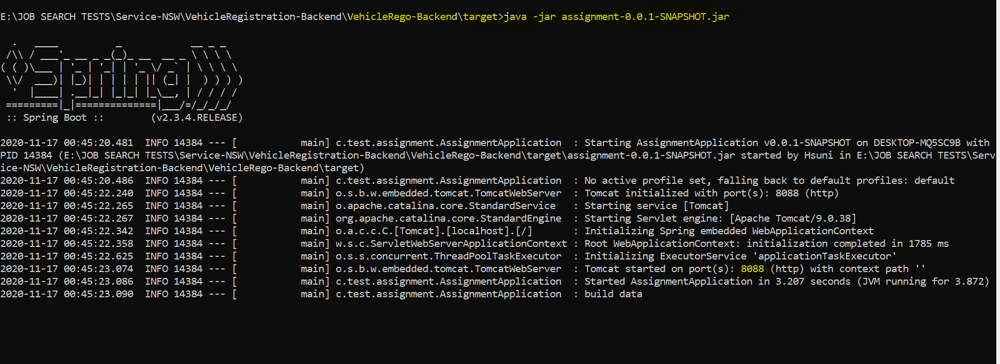 E:\JOB SEARCH TESTS\Service-NSW\VehicleRegistration-Backend\VehicleRego-Backend\target>java -jar assignment-0.0.1-SNAPSHOT.jar
  .   ____          _            __ _ _
 /\\ / ___'_ __ _ _(_)_ __  __ _ \ \ \ \
( ( )\___ | '_ | '_| | '_ \/ _` | \ \ \ \
 \\/  ___)| |_)| | | | | || (_| |  ) ) ) )
  '  |____| .__|_| |_|_| |_\__, | / / / /
 =========|_|==============|___/=/_/_/_/
 :: Spring Boot ::        (v2.3.4.RELEASE)
2020-11-17 00:45:20.481  INFO 14384 --- [           main] c.test.assignment.AssignmentApplication  : Starting AssignmentApplication v0.0.1-SNAPSHOT on DESKTOP-MQ5SC9B with
PID 14384 (E:\JOB SEARCH TESTS\Service-NSW\VehicleRegistration-Backend\VehicleRego-Backend\target\assignment-0.0.1-SNAPSHOT.jar started by Hsuni in E:\JOB SEARCH TESTS\Serv
ice-NSW\VehicleRegistration-Backend\VehicleRego-Backend\target)
2020-11-17 00:45:20.486  INFO 14384 --- [           main] c.test.assignment.AssignmentApplication  : No active profile set, falling back to default profiles: default
2020-11-17 00:45:22.240  INFO 14384 --- [           main] o.s.b.w.embedded.tomcat.TomcatWebServer  : Tomcat initialized with port(s): 8088 (http)
2020-11-17 00:45:22.265  INFO 14384 --- [           main] o.apache.catalina.core.StandardService   : Starting service [Tomcat]
2020-11-17 00:45:22.267  INFO 14384 --- [           main] org.apache.catalina.core.StandardEngine  : Starting Servlet engine: [Apache Tomcat/9.0.38]
2020-11-17 00:45:22.342  INFO 14384 --- [           main] o.a.c.c.C.[Tomcat].[localhost].[/]       : Initializing Spring embedded WebApplicationContext
2020-11-17 00:45:22.358  INFO 14384 --- [           main] w.s.c.ServletWebServerApplicationContext : Root WebApplicationContext: initialization completed in 1785 ms
2020-11-17 00:45:22.625  INFO 14384 --- [           main] o.s.s.concurrent.ThreadPoolTaskExecutor  : Initializing ExecutorService 'applicationTaskExecutor'
2020-11-17 00:45:23.074  INFO 14384 --- [           main] o.s.b.w.embedded.tomcat.TomcatWebServer  : Tomcat started on port(s): 8088 (http) with context path ''
2020-11-17 00:45:23.086  INFO 14384 --- [           main] c.test.assignment.AssignmentApplication  : Started AssignmentApplication in 3.207 seconds (JVM running for 3.872)
2020-11-17 00:45:23.090  INFO 14384 --- [           main] c.test.assignment.AssignmentApplication  : build data